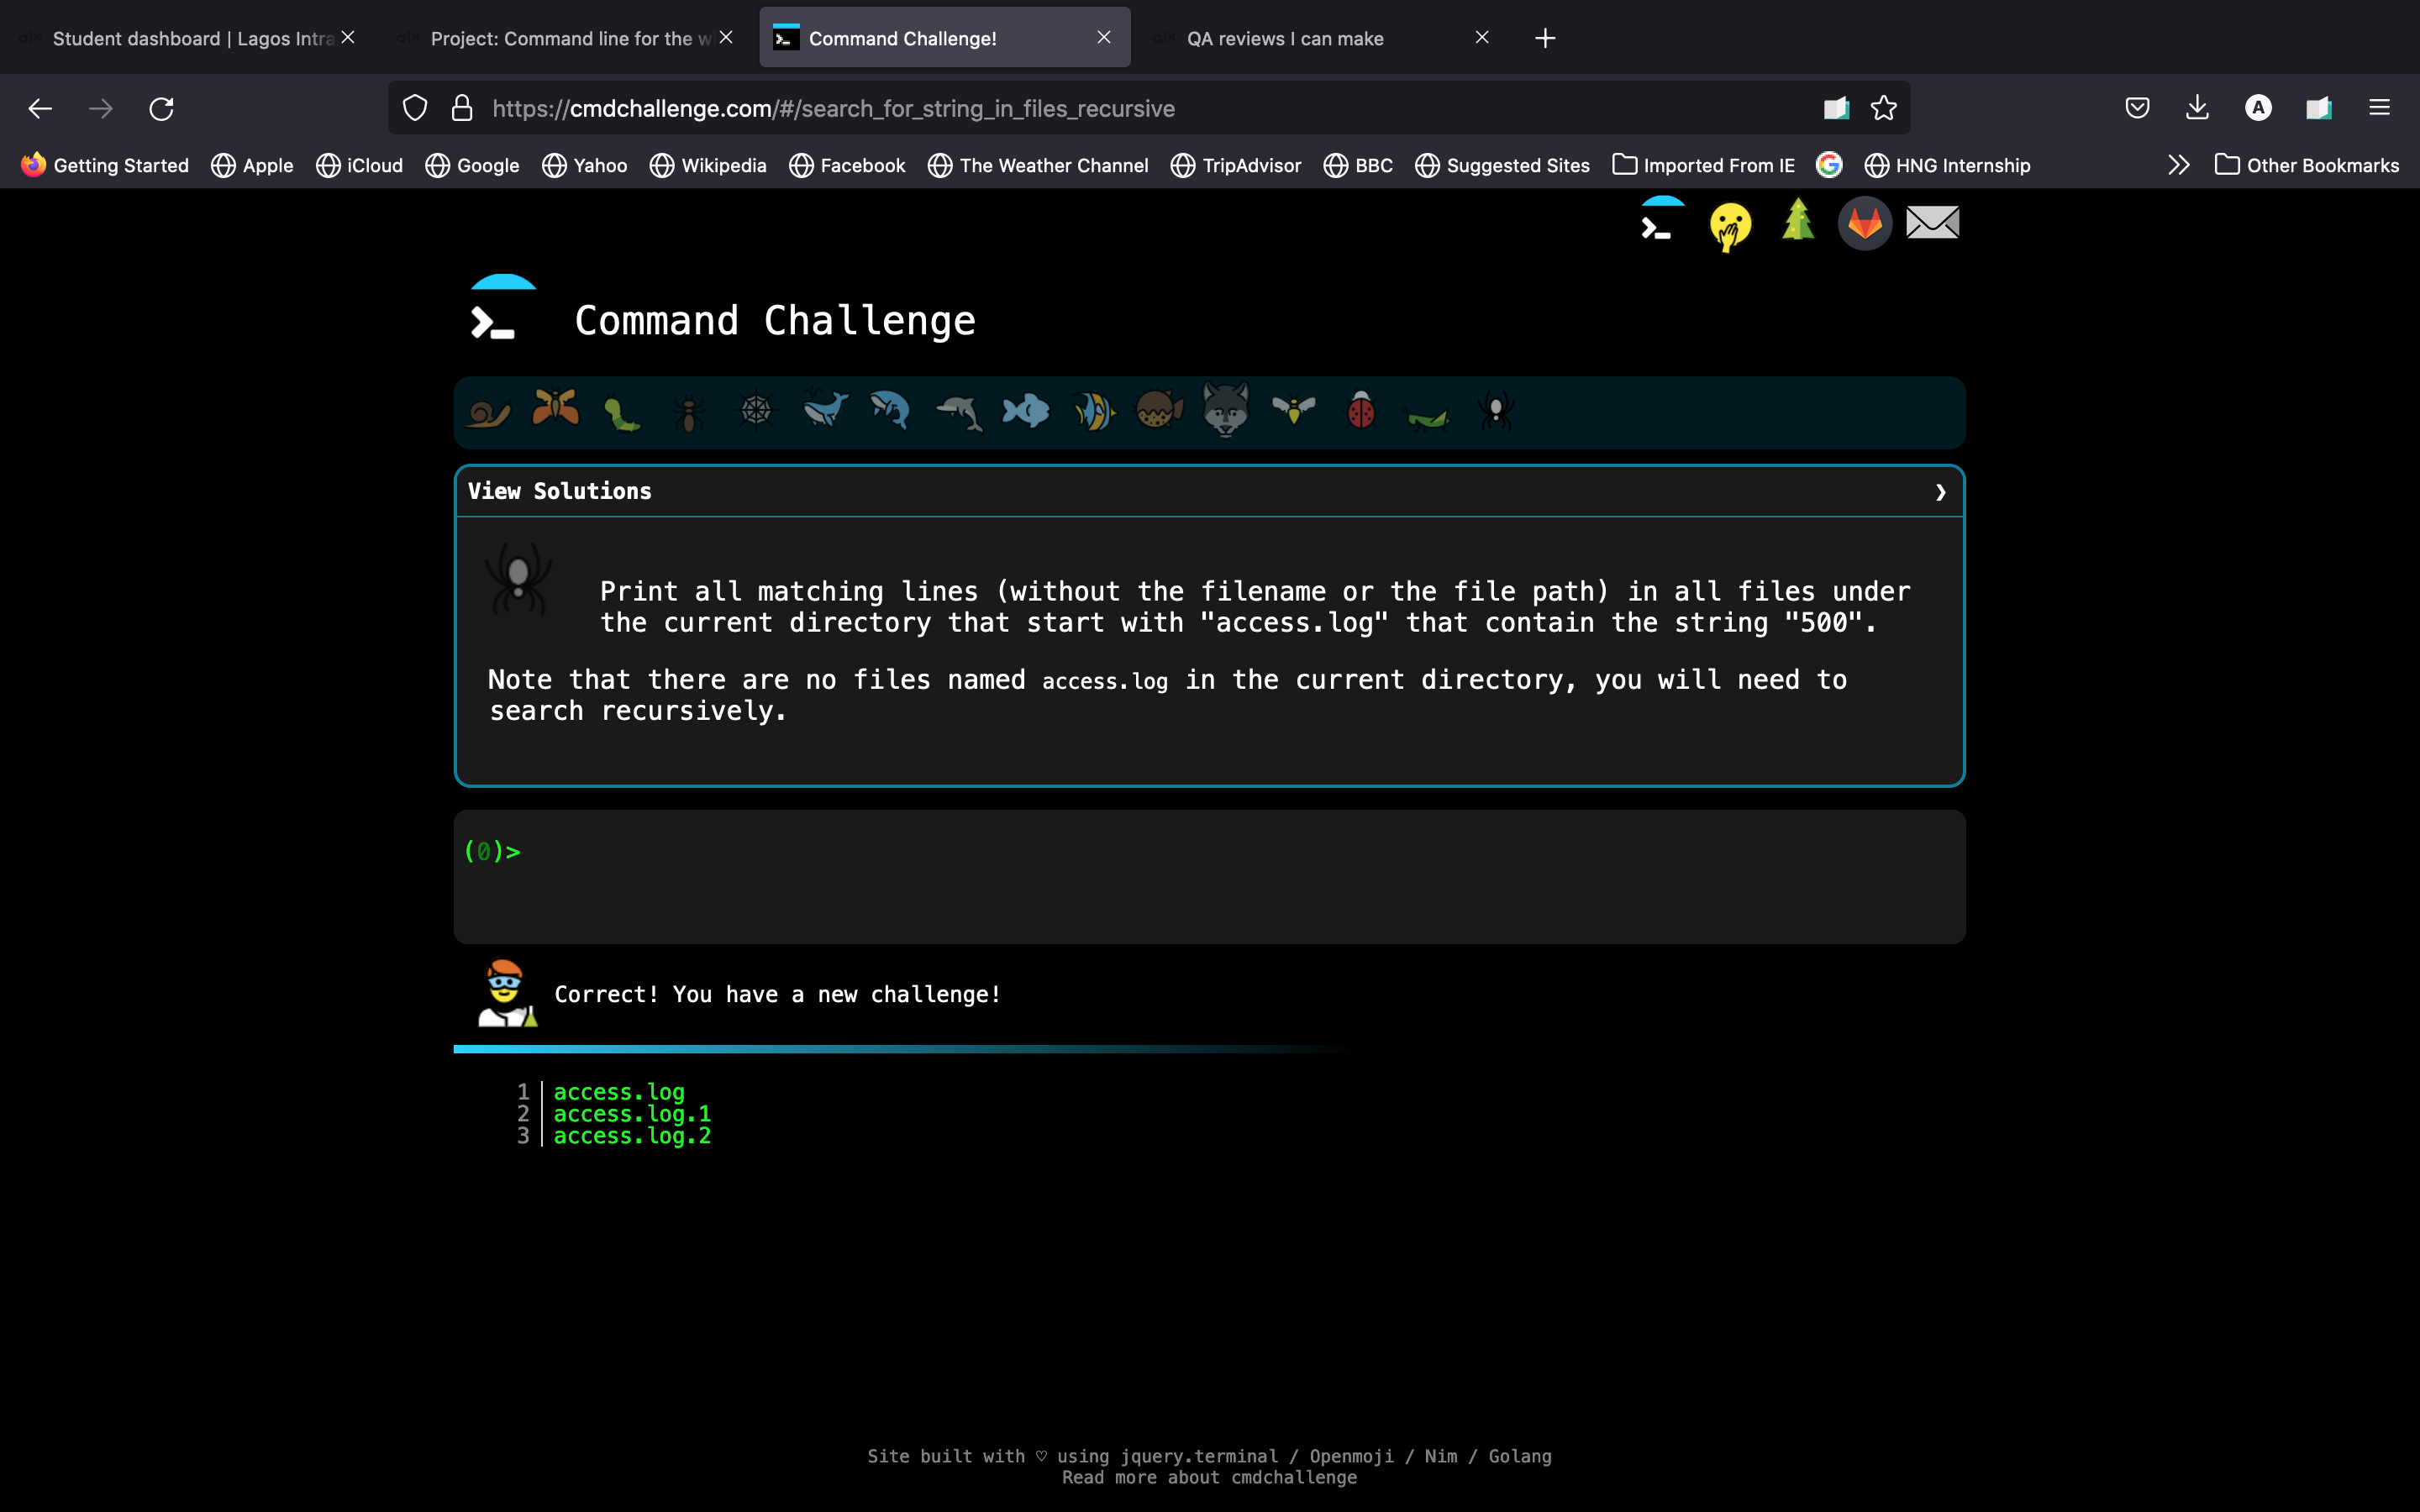 Student dashboard | Lagos Intra
Project: Command line for the w
Command Challenge!
QA reviews I can make
https://cmdchallenge.com/#/search_for_string_in_files_recursive
A
Getting Started Apple iCloud Google Yahoo Wikipedia Facebook The Weather Channel TripAdvisor BBC Suggested Sites Imported From IE HNG Internship Other Bookmarks
Command Challenge
View Solutions
Print all matching lines (without the filename or the file path) in all files under
the current directory that start with "access.log" that contain the string "500".
Note that there are no files named access.log in the current directory, you will need to
search recursively.
(0)>
Correct! You have a new challenge!
1 access.log
2 access.log.1
3 access.log.2
Site built with ♡ using jquery.terminal / Openmoji / Nim / Golang
Read more about cmdchallenge